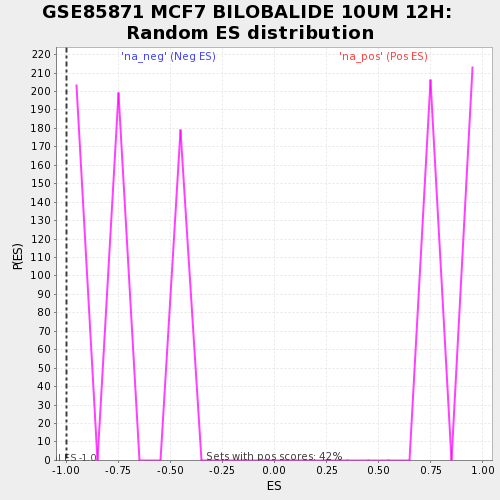 GSE85871 MCF7 BILOBALIDE 10UM 12H:
Random ES distribution
'na_neg' (Neg ES)
'na_pos' (Pos ES)
220
210
200
190
180
170
160
150
140
130
120
110
100
90
80
70
60
50
40
30
20
10
0
P(ES)
ES -1.0
Sets with pos scores: 42%
-1.00 -0.75 -0.50 -0.25 0.00 0.25 0.50 0.75 1.00
ES